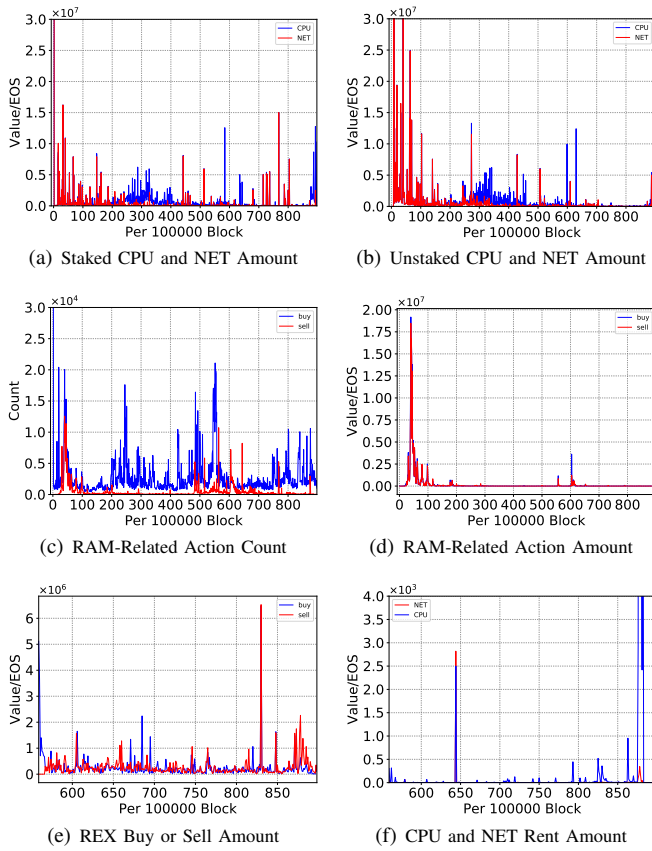 ×10⁷
3.0
2.5
2.0
1.5
1.0
0.5
0.0
Value/EOS
CPU
NET
100 200 300 400 500 600 700 800
Per 100000 Block
(a) Staked CPU and NET Amount
×10⁷
3.0
2.5
2.0
1.5
1.0
0.5
0.0
Value/EOS
CPU
NET
0 100 200 300 400 500 600 700 800
Per 100000 Block
(b) Unstaked CPU and NET Amount
×10⁴
3.0
2.5
2.0
1.5
1.0
0.5
0.0
Count
buy
sell
100 200 300 400 500 600 700 800
Per 100000 Block
(c) RAM-Related Action Count
×10⁷
2.00
1.75
1.50
1.25
1.00
0.75
0.50
0.25
0.00
Value/EOS
buy
sell
0 100 200 300 400 500 600 700 800
Per 100000 Block
(d) RAM-Related Action Amount
×10⁶
6
5
4
3
2
1
0
Value/EOS
buy
sell
600 650 700 750 800 850
Per 100000 Block
(e) REX Buy or Sell Amount
×10³
4.0
3.5
3.0
2.5
2.0
1.5
1.0
0.5
0.0
Value/EOS
NET
CPU
600 650 700 750 800 850
Per 100000 Block
(f) CPU and NET Rent Amount